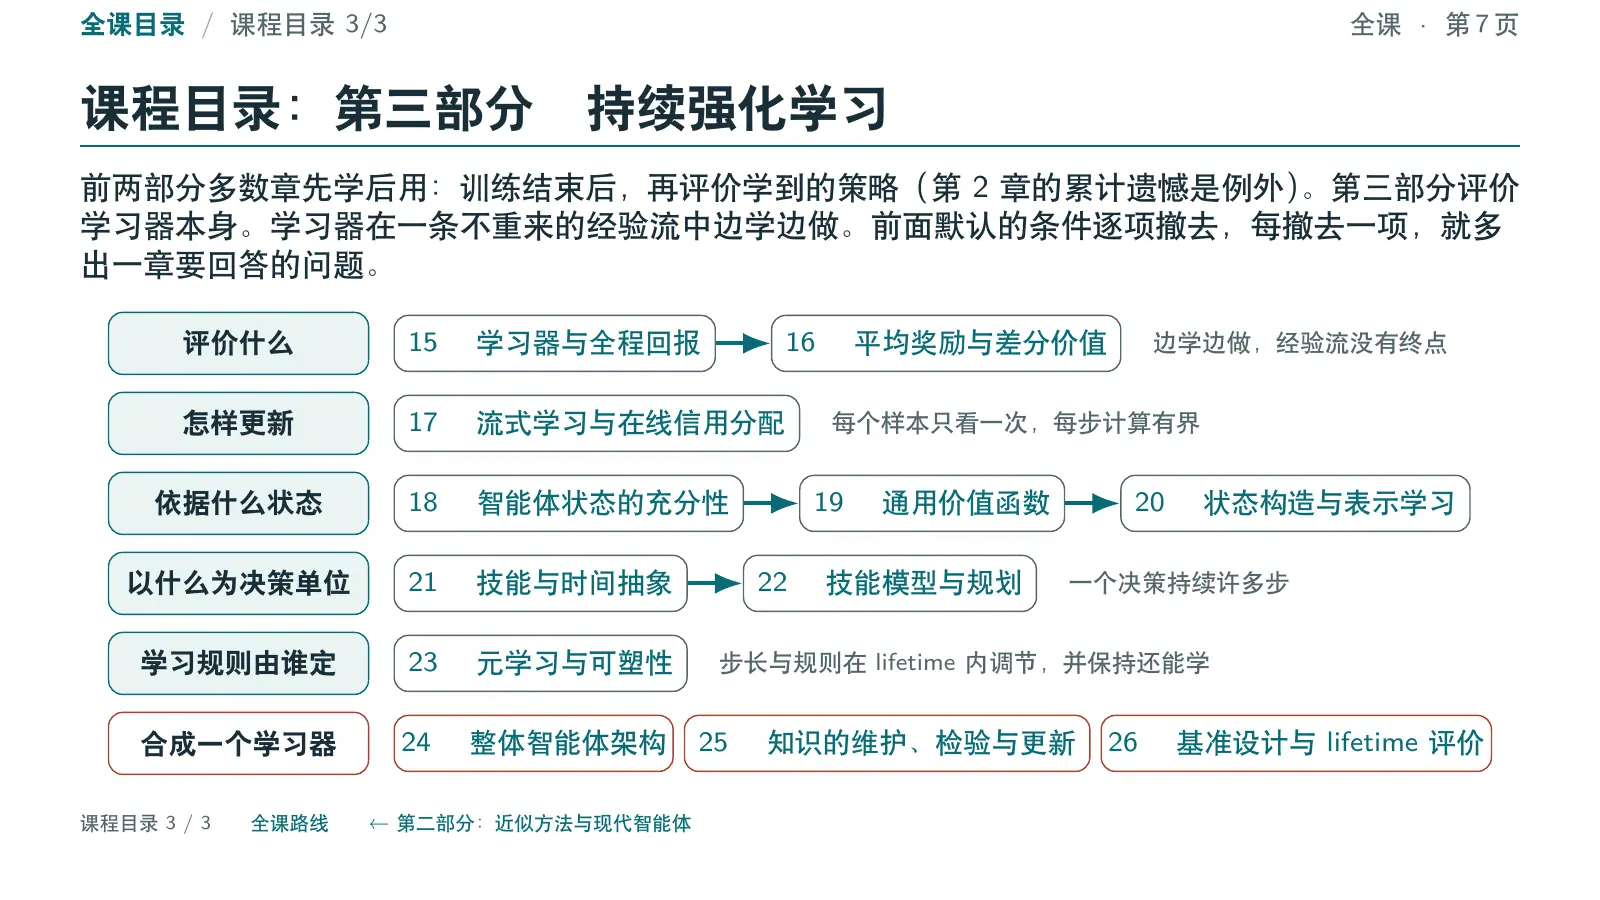 全课目录 / 课程目录 3/3
全课 · 第 7 页
课程目录：第三部分 持续强化学习
前两部分多数章先学后用：训练结束后，再评价学到的策略（第 2 章的累计遗憾是例外）。第三部分评价
学习器本身。学习器在一条不重来的经验流中边学边做。前面默认的条件逐项撤去，每撤去一项，就多
出一章要回答的问题。
评价什么 15 学习器与全程回报 16 平均奖励与差分价值 边学边做，经验流没有终点
怎样更新 17 流式学习与在线信用分配 每个样本只看一次，每步计算有界
依据什么状态 18 智能体状态的充分性 19 通用价值函数 20 状态构造与表示学习
以什么为决策单位 21 技能与时间抽象 22 技能模型与规划 一个决策持续许多步
学习规则由谁定 23 元学习与可塑性 步长与规则在 lifetime 内调节，并保持还能学
合成一个学习器 24 整体智能体架构 25 知识的维护、检验与更新 26 基准设计与 lifetime 评价
课程目录 3 / 3 全课路线 ← 第二部分：近似方法与现代智能体